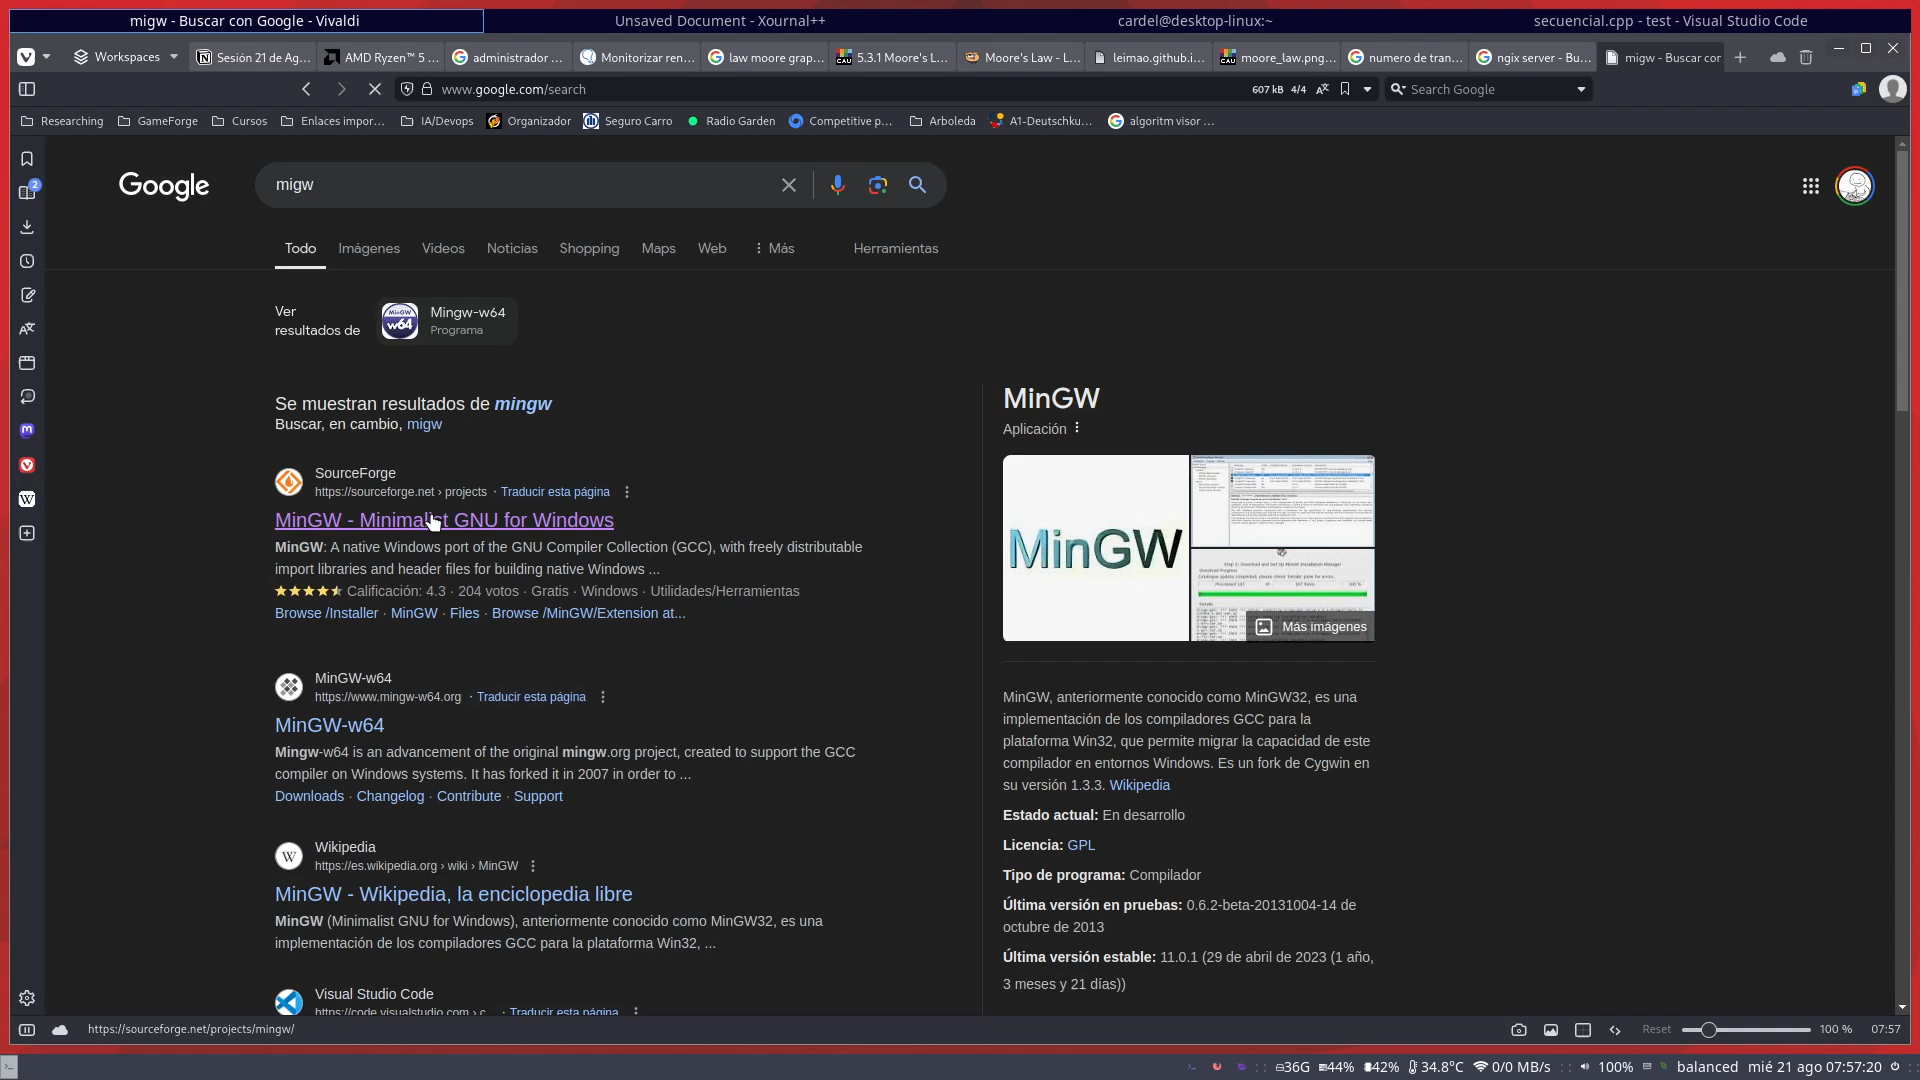 migw - Buscar con Google - Vivaldi
Unsaved Document - Xournal++
cardel@desktop-linux:~
secuencial.cpp - test - Visual Studio Code
Workspaces
Sesión 21 de Ag...
AMD Ryzen™ 5 ...
administrador ...
Monitorizar ren...
law moore grap...
5.3.1 Moore's L...
Moore's Law - L...
leimao.github.i...
moore_law.png...
numero de tran...
ngix server - Bu...
migw - Buscar cor
www.google.com/search
607 kB 4/4
Search Google
Researching
GameForge
Cursos
Enlaces impor...
IA/Devops
Organizador
Seguro Carro
Radio Garden
Competitive p...
Arboleda
A1-Deutschku...
algoritm visor ...
2
Google
migw
Todo
Imágenes
Videos
Noticias
Shopping
Maps
Web
Más
Herramientas
Ver
resultados de
MinGW
w64
Mingw-w64
Programa
Se muestran resultados de mingw
Buscar, en cambio, migw
SourceForge
https://sourceforge.net › projects · Traducir esta página
MinGW - Minimalist GNU for Windows
MinGW: A native Windows port of the GNU Compiler Collection (GCC), with freely distributable
import libraries and header files for building native Windows ...
Calificación: 4.3 · 204 votos · Gratis · Windows · Utilidades/Herramientas
Browse /Installer · MinGW · Files · Browse /MinGW/Extension at...
MinGW-w64
https://www.mingw-w64.org · Traducir esta página
MinGW-w64
Mingw-w64 is an advancement of the original mingw.org project, created to support the GCC
compiler on Windows systems. It has forked it in 2007 in order to ...
Downloads · Changelog · Contribute · Support
Wikipedia
https://es.wikipedia.org › wiki › MinGW
MinGW - Wikipedia, la enciclopedia libre
MinGW (Minimalist GNU for Windows), anteriormente conocido como MinGW32, es una
implementación de los compiladores GCC para la plataforma Win32, ...
Visual Studio Code
https://code.visualstudio.com › c... · Traducir esta página
MinGW
Aplicación
MinGW
Más imágenes
MinGW, anteriormente conocido como MinGW32, es una
implementación de los compiladores GCC para la
plataforma Win32, que permite migrar la capacidad de este
compilador en entornos Windows. Es un fork de Cygwin en
su versión 1.3.3. Wikipedia
Estado actual: En desarrollo
Licencia: GPL
Tipo de programa: Compilador
Última versión en pruebas: 0.6.2-beta-20131004-14 de
octubre de 2013
Última versión estable: 11.0.1 (29 de abril de 2023 (1 año,
3 meses y 21 días))
https://sourceforge.net/projects/mingw/
Reset
100 %
07:57
36G
44%
42%
34.8°C
0/0 MB/s
100%
balanced
mié 21 ago 07:57:20